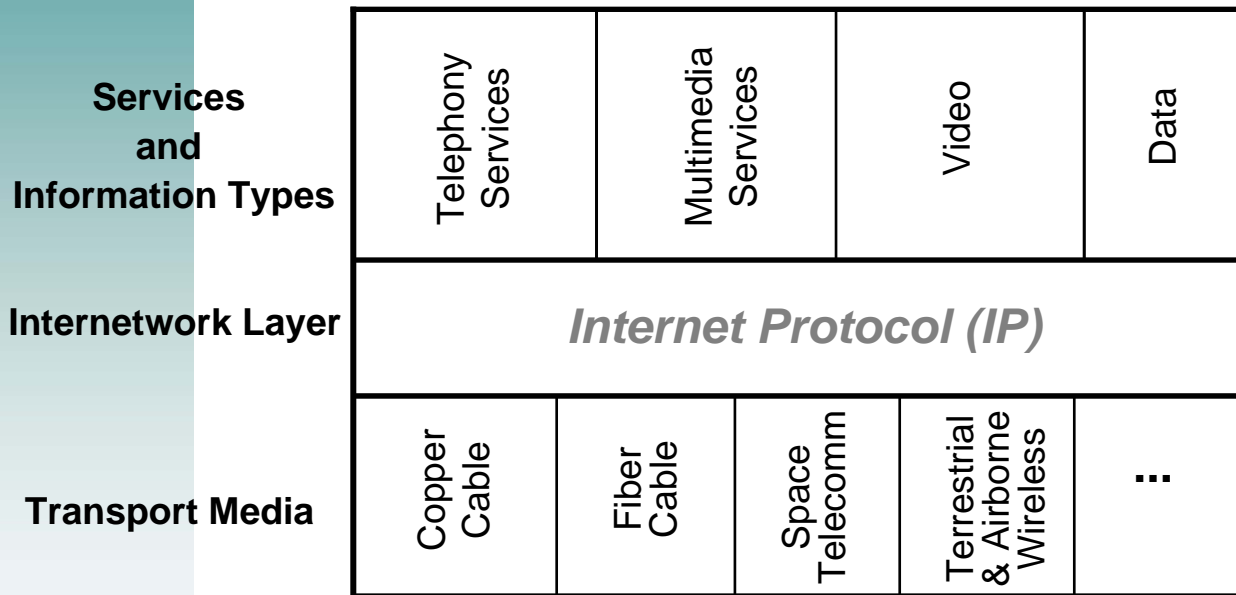 Services
and
Information Types
Telephony
Services
Multimedia
Services
Video
Data
Internetwork Layer
Internet Protocol (IP)
Transport Media
Copper
Cable
Fiber
Cable
Space
Telecomm
Terrestrial
& Airborne
Wireless
...